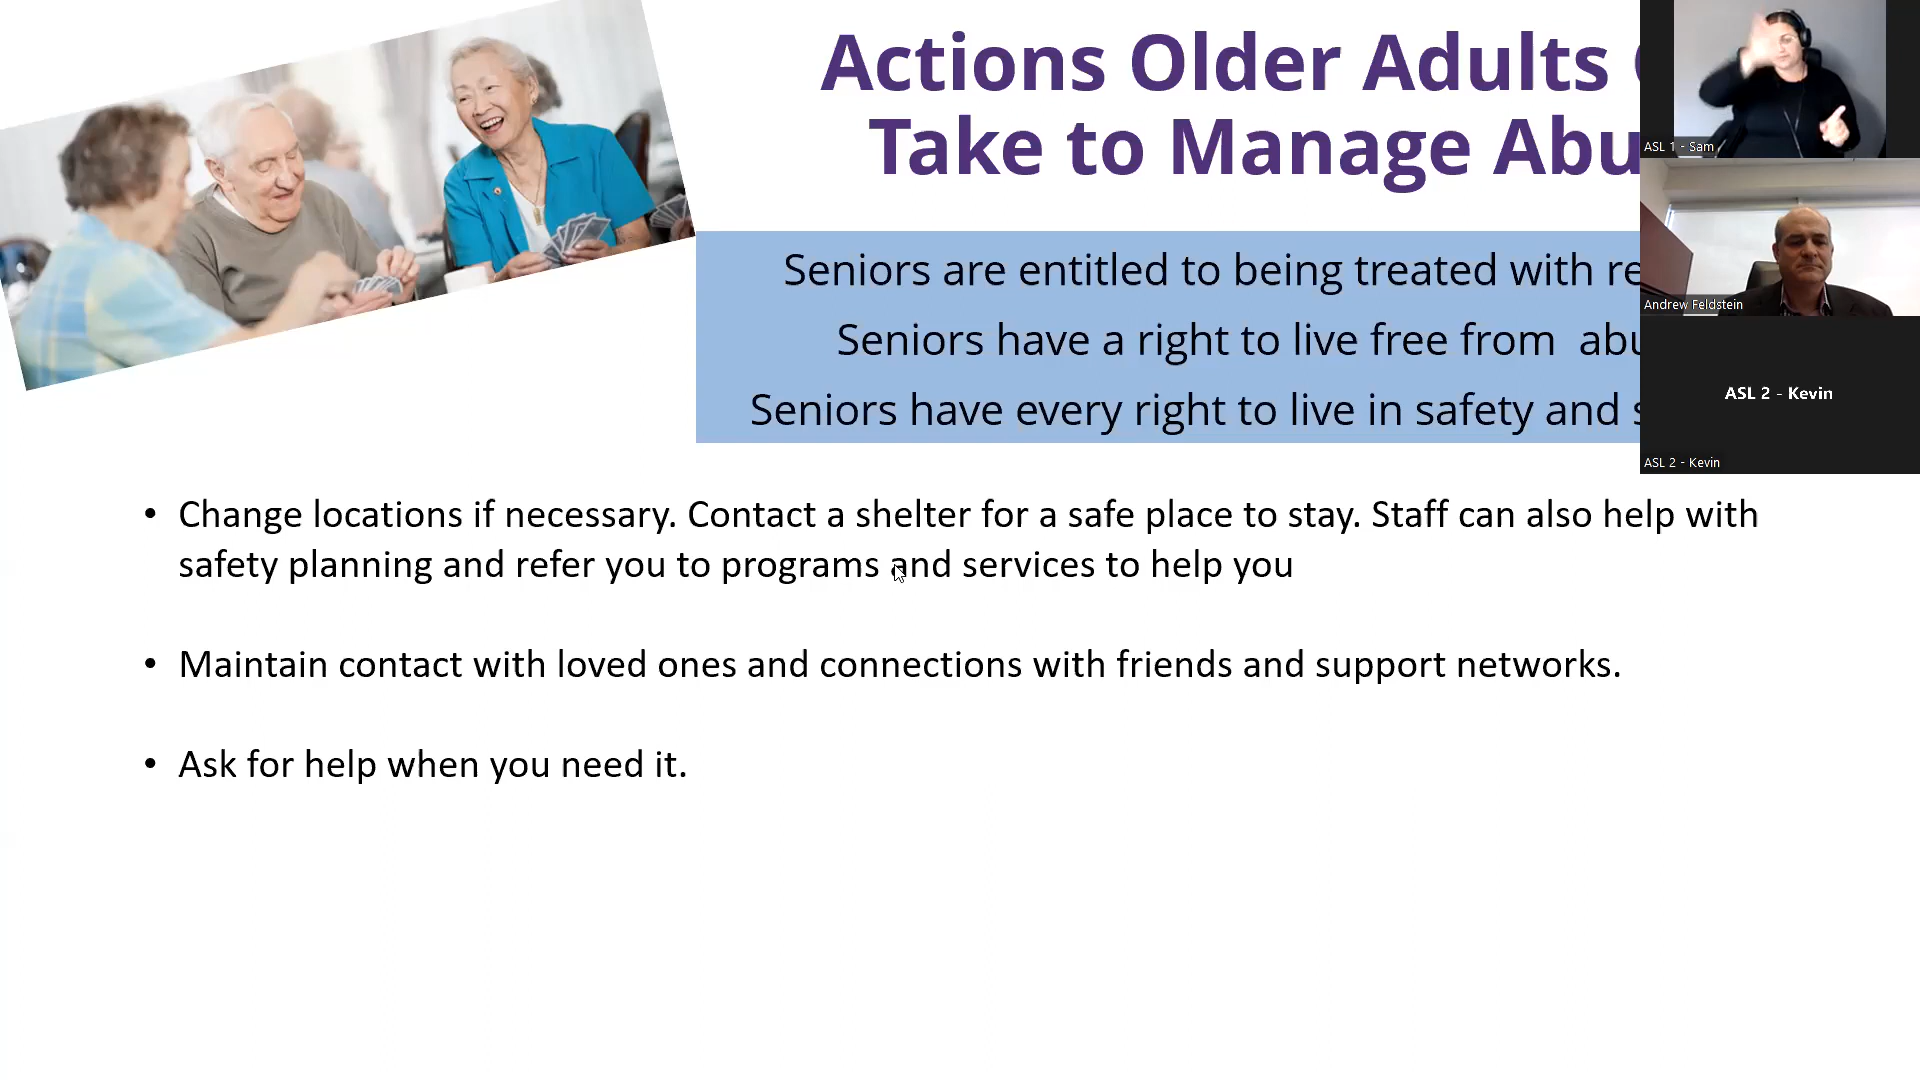 Actions Older Adults
Take to Manage Abu
Seniors are entitled to being treated with re
Seniors have a right to live free from abu
Seniors have every right to live in safety and s
• Change locations if necessary. Contact a shelter for a safe place to stay. Staff can also help with
safety planning and refer you to programs and services to help you
• Maintain contact with loved ones and connections with friends and support networks.
• Ask for help when you need it.
ASL 1 - Sam
Andrew Feldstein
ASL 2 - Kevin
ASL 2 - Kevin